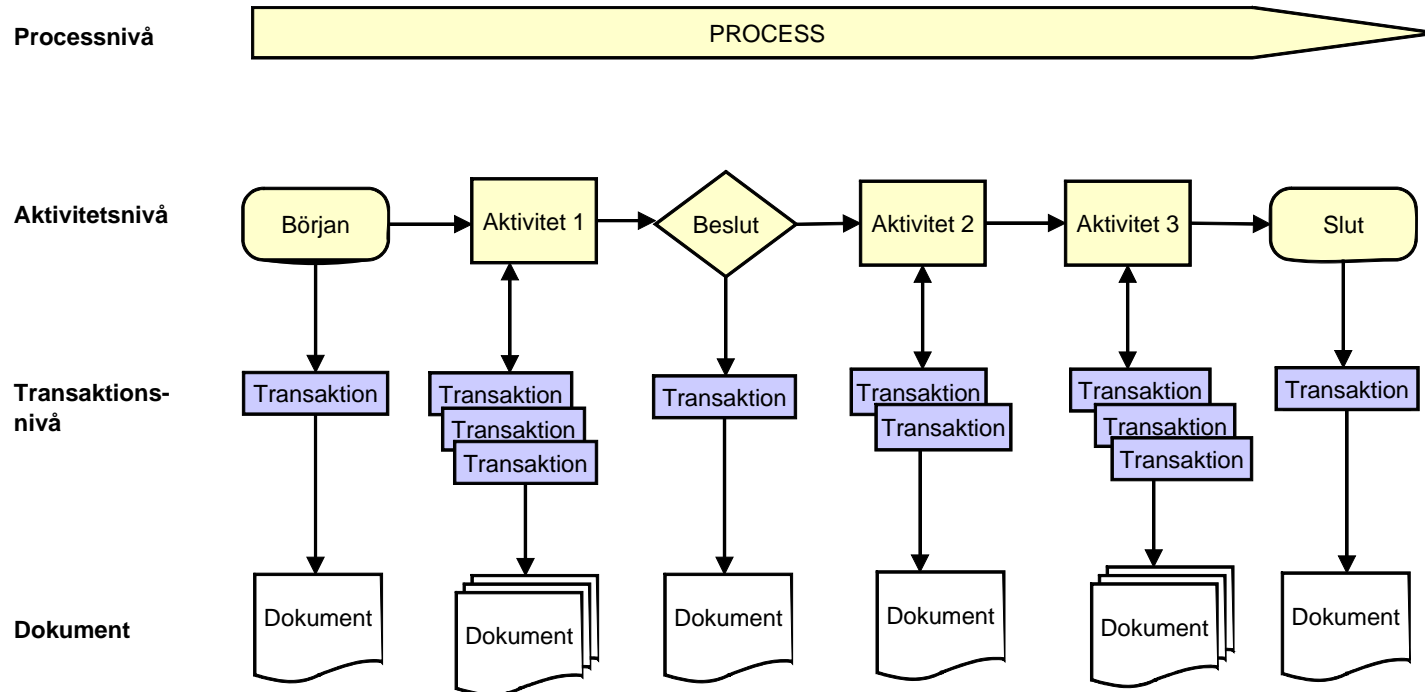 Processnivå
PROCESS
Aktivitetsnivå
Början
Aktivitet 1
Beslut
Aktivitet 2
Aktivitet 3
Slut
Transaktions-
nivå
Transaktion
Transaktion
Transaktion
Transaktion
Transaktion
Transaktion
Transaktion
Transaktion
Transaktion
Transaktion
Transaktion
Dokument
Dokument
Dokument
Dokument
Dokument
Dokument
Dokument